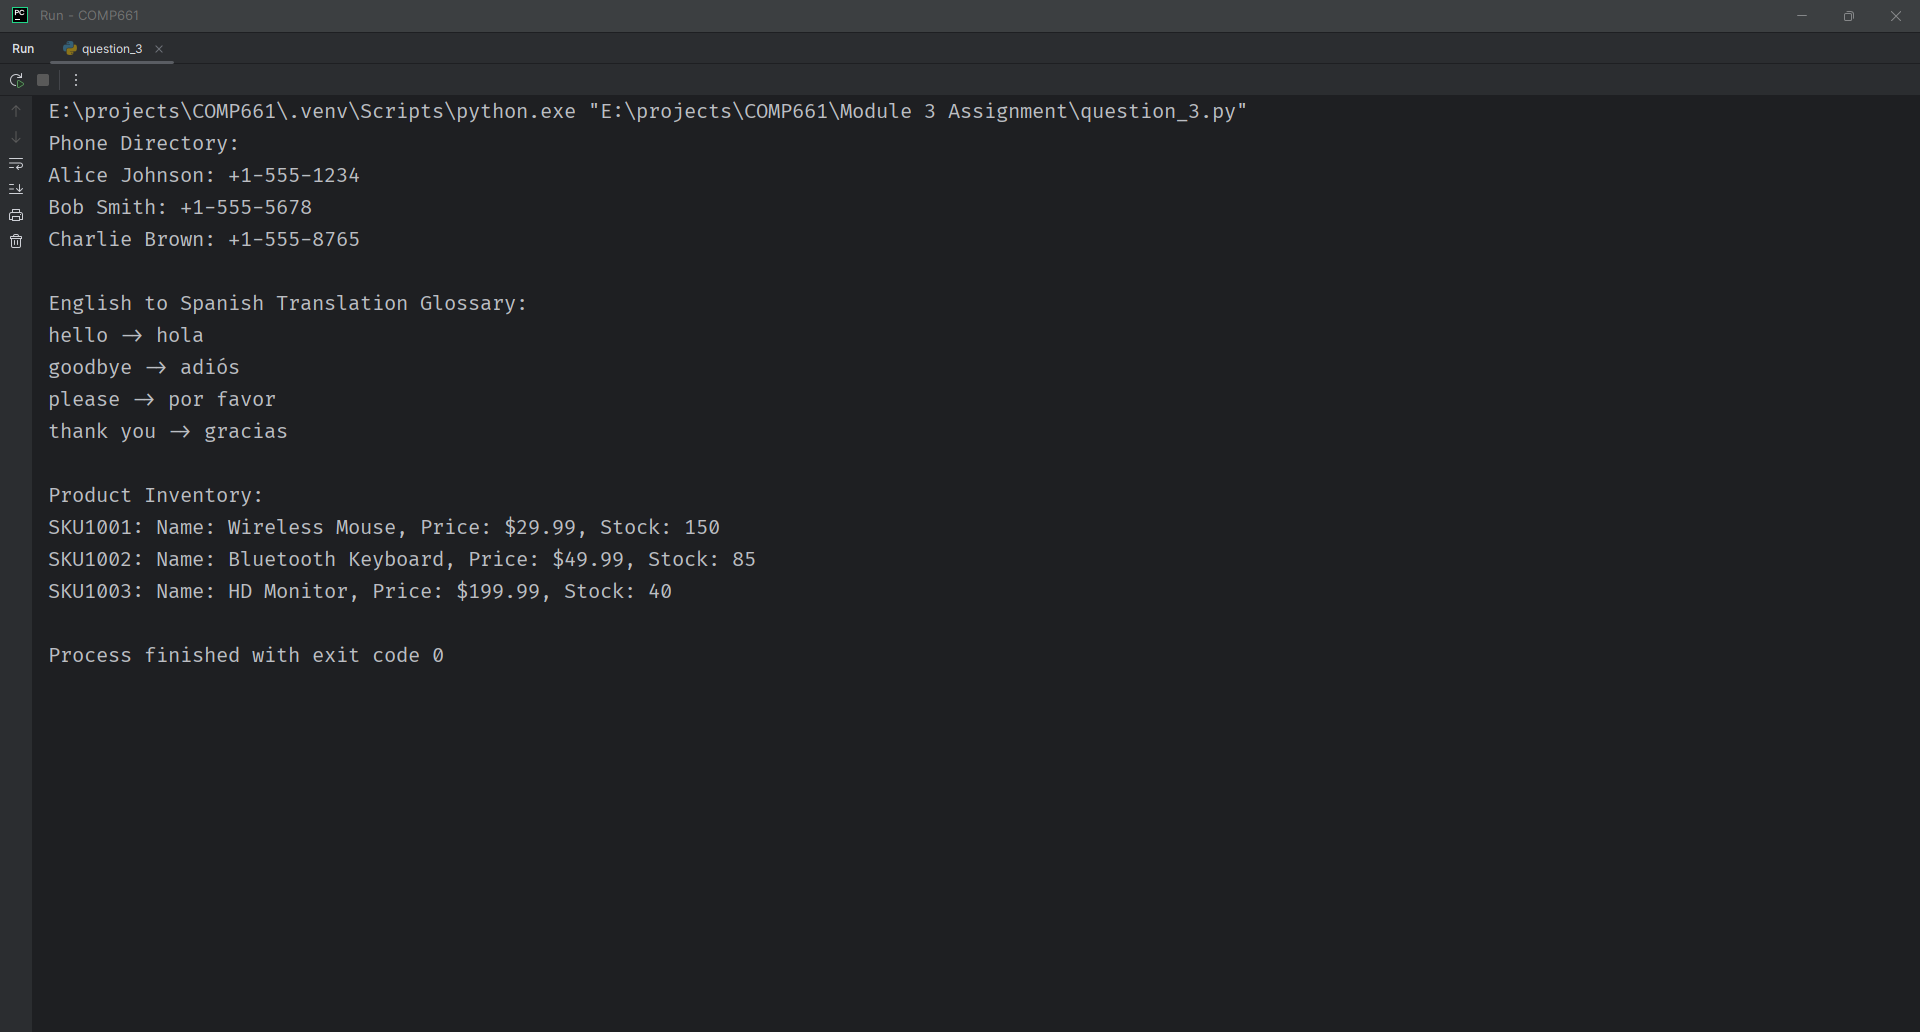 PC Run - COMP661
Run question_3
E:\projects\COMP661\.venv\Scripts\python.exe "E:\projects\COMP661\Module 3 Assignment\question_3.py"
Phone Directory:
Alice Johnson: +1-555-1234
Bob Smith: +1-555-5678
Charlie Brown: +1-555-8765
English to Spanish Translation Glossary:
hello -> hola
goodbye -> adiós
please -> por favor
thank you -> gracias
Product Inventory:
SKU1001: Name: Wireless Mouse, Price: $29.99, Stock: 150
SKU1002: Name: Bluetooth Keyboard, Price: $49.99, Stock: 85
SKU1003: Name: HD Monitor, Price: $199.99, Stock: 40
Process finished with exit code 0